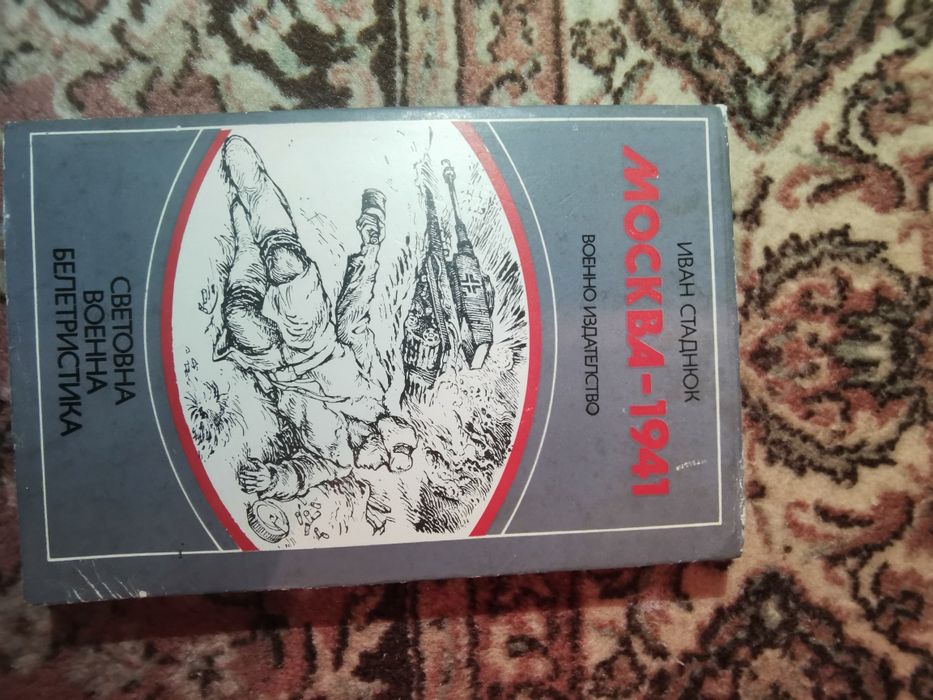 ИВАН СТАДНЮК
МОСКВА - 1941
ВОЕННО ИЗДАТЕЛСТВО
СВЕТОВНА
ВОЕННА
БЕЛЕТРИСТИКА